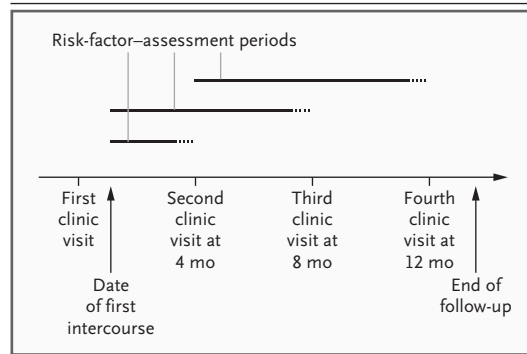 Risk-factor–assessment periods
First
clinic
visit
Second
clinic
visit at
4 mo
Third
clinic
visit at
8 mo
Fourth
clinic
visit at
12 mo
Date
of first
intercourse
End of
follow-up